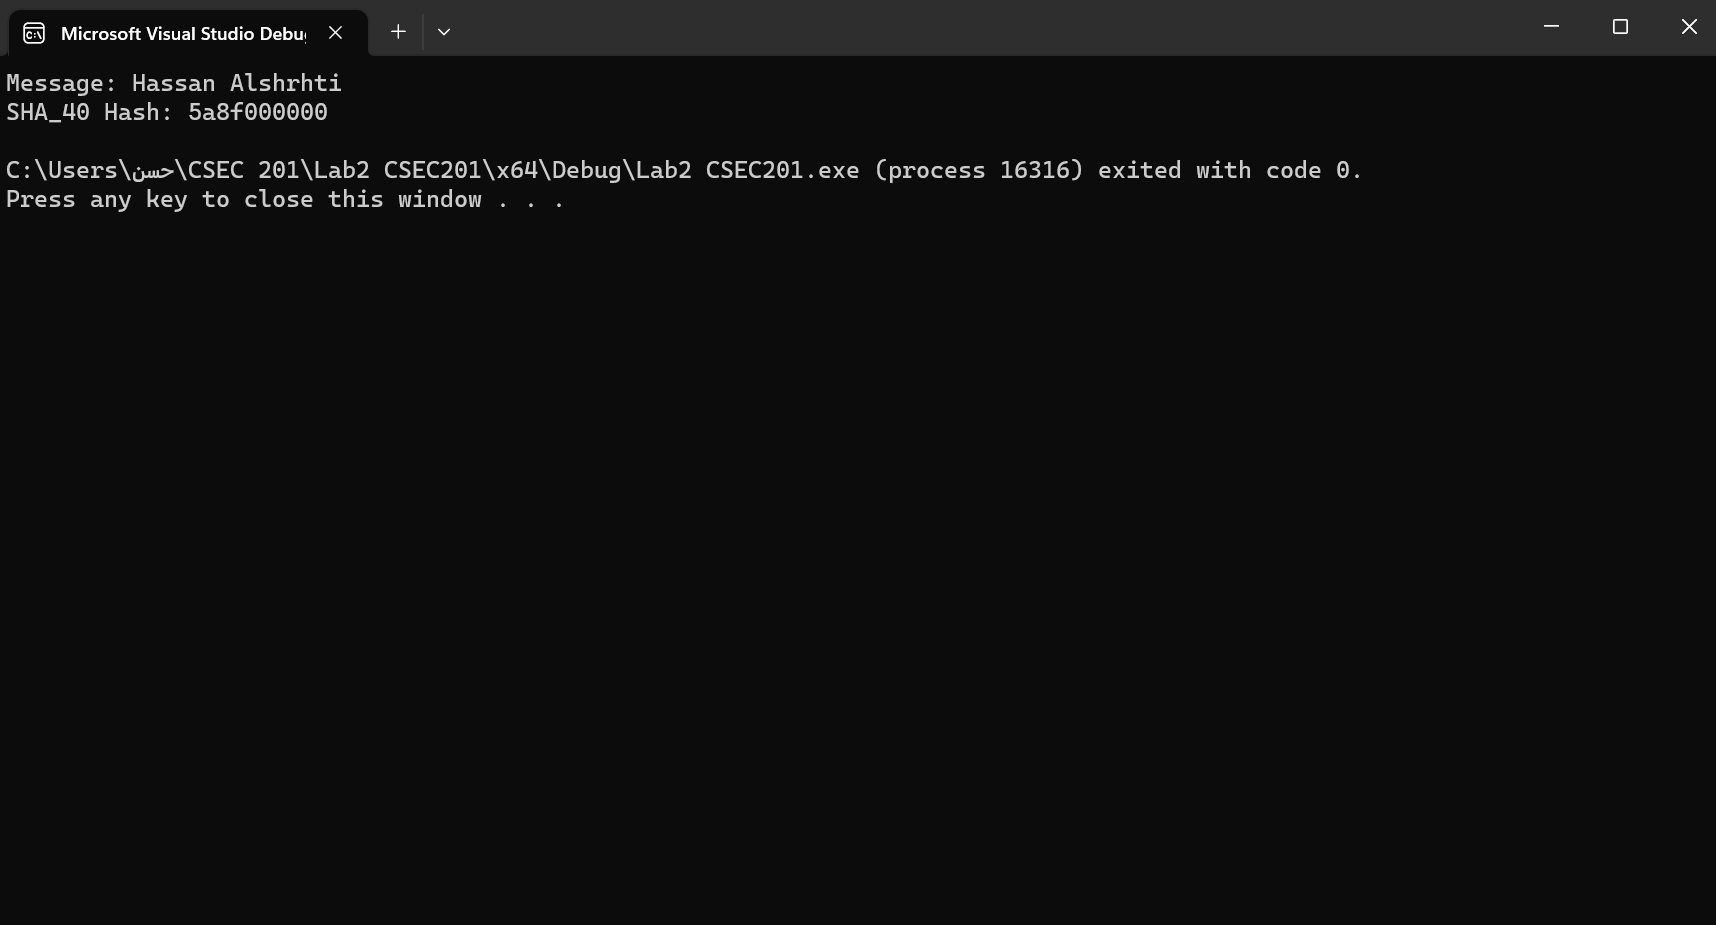 Microsoft Visual Studio Debu
Message: Hassan Alshrhti
SHA_40 Hash: 5a8f000000
C:\Users\حسن\CSEC 201\Lab2 CSEC201\x64\Debug\Lab2 CSEC201.exe (process 16316) exited with code 0.
Press any key to close this window . . .